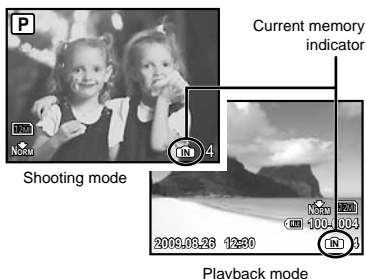 P
Current memory
indicator
12M
NORM
IN 4
Shooting mode
NORM 12M
FILE 100-0004
2009.08.26 12:30 IN 4
Playback mode